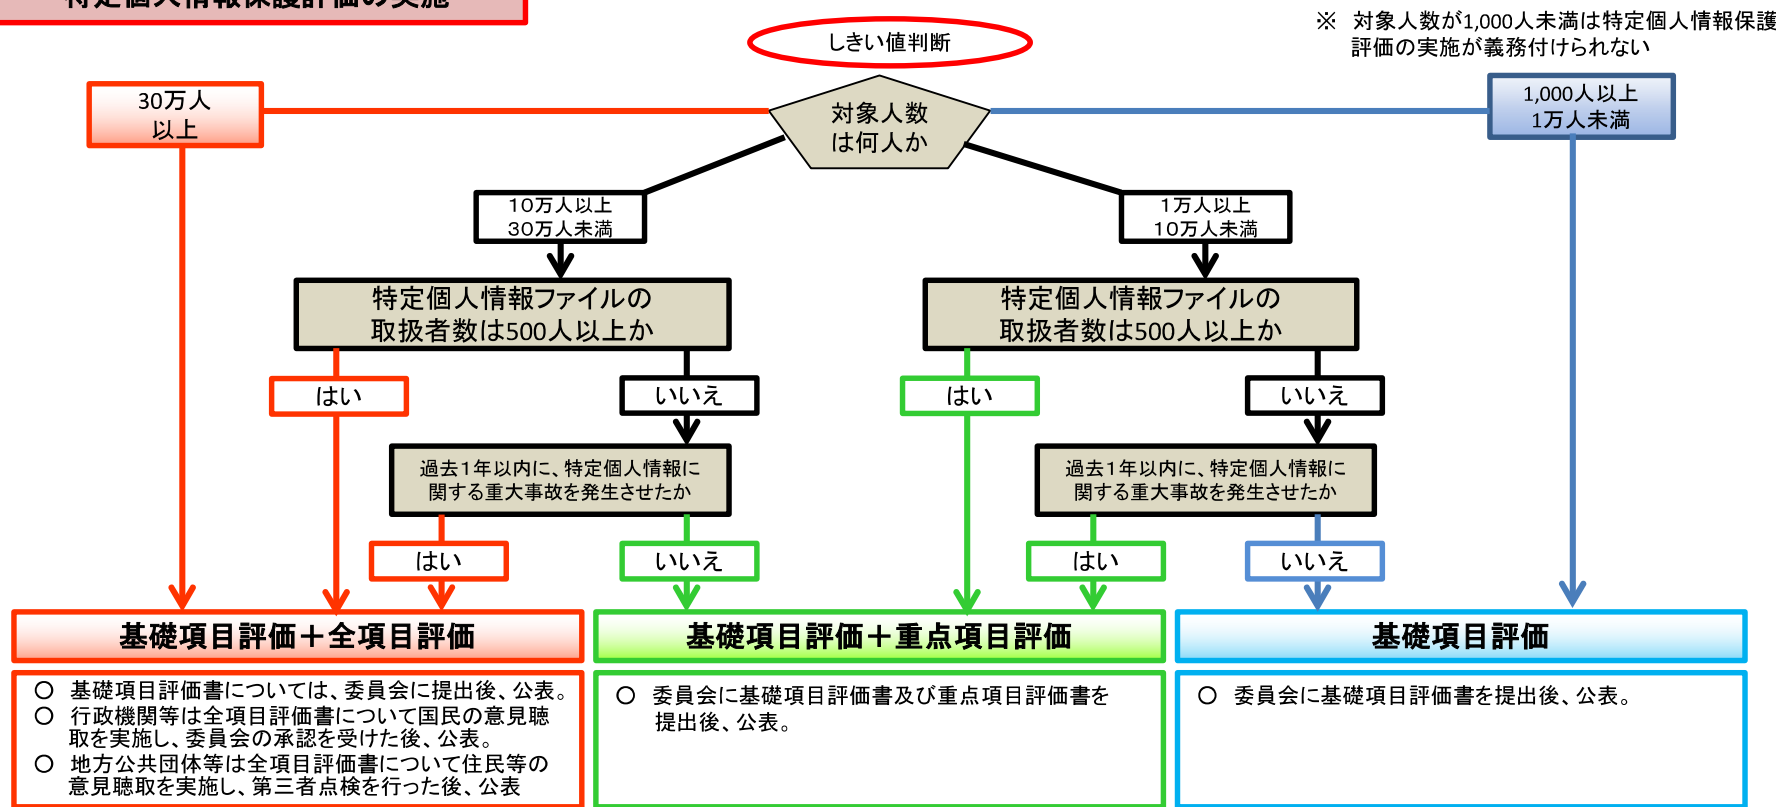 特定個人情報保護評価の実施
※ 対象人数が1,000人未満は特定個人情報保護
評価の実施が義務付けられない
しきい値判断
対象人数
は何人か
30万人
以上
1,000人以上
1万人未満
10万人以上
30万人未満
1万人以上
10万人未満
特定個人情報ファイルの
取扱者数は500人以上か
特定個人情報ファイルの
取扱者数は500人以上か
はい
いいえ
はい
いいえ
過去1年以内に、特定個人情報に
関する重大事故を発生させたか
過去1年以内に、特定個人情報に
関する重大事故を発生させたか
はい
いいえ
はい
いいえ
基礎項目評価+全項目評価
基礎項目評価+重点項目評価
基礎項目評価
○ 基礎項目評価書については、委員会に提出後、公表。
○ 行政機関等は全項目評価書について国民の意見聴
取を実施し、委員会の承認を受けた後、公表。
○ 地方公共団体等は全項目評価書について住民等の
意見聴取を実施し、第三者点検を行った後、公表
○ 委員会に基礎項目評価書及び重点項目評価書を
提出後、公表。
○ 委員会に基礎項目評価書を提出後、公表。